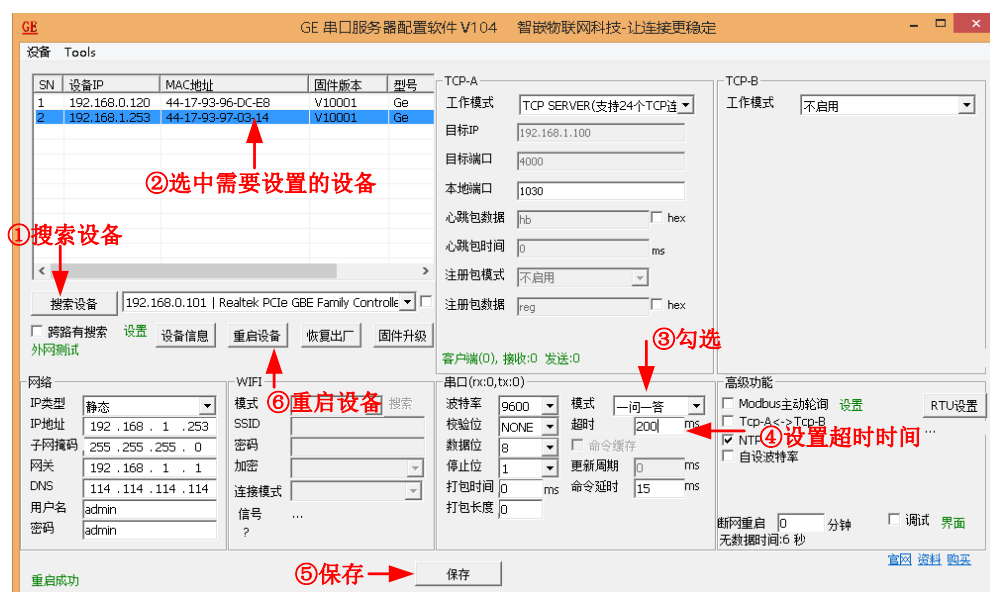 GE
GE 串口服务器配置软件 V104 智嵌物联网科技-让连接更稳定
设备 Tools
SN 设备IP MAC地址 固件版本 型号
1 192.168.0.120 44-17-93-96-DC-E8 V10001 Ge
2 192.168.1.253 44-17-93-97-03-14 V10001 Ge
②选中需要设置的设备
①搜索设备
搜索设备 192.168.0.101 | Realtek PCIe GBE Family Controlle
跨路有搜索 设置 设备信息 重启设备 恢复出厂 固件升级
外网测试
⑥重启设备
TCP-A
工作模式 TCP SERVER(支持24个TCP连
目标IP 192.168.1.100
目标端口 4000
本地端口 1030
心跳包数据 hb hex
心跳包时间 0 ms
注册包模式 不启用
注册包数据 reg hex
客户端(0), 接收:0 发送:0
③勾选
TCP-B
工作模式 不启用
网络
IP类型 静态
IP地址 192 .168 . 1 .253
子网掩码 255 .255 .255 . 0
网关 192 .168 . 1 . 1
DNS 114 .114 .114 .114
用户名 admin
密码 admin
WIFI
模式 搜索
SSID
密码
加密
连接模式
信号 ...
?
串口(rx:0,tx:0)
波特率 9600 模式 一问一答
校验位 NONE 超时 200 ms
数据位 8 命令缓存
停止位 1 更新周期 0 ms
打包时间 0 ms 命令延时 15 ms
打包长度 0
高级功能
Modbus主动轮询 设置 RTU设置
Tcp-A<->Tcp-B ...
NTP
自设波特率
④设置超时时间
断网重启 0 分钟 调试 界面
无数据时间:6 秒
官网 资料 购买
⑤保存 保存
重启成功